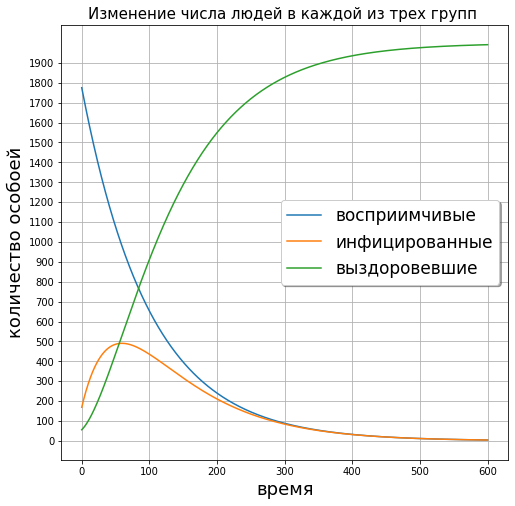 Изменение числа людей в каждой из трех групп
1900
1800
1700
1600
1500
1400
1300
1200
1100
1000
900
800
700
600
500
400
300
200
100
0
количество особоей
восприимчивые
инфицированные
выздоровевшие
0 100 200 300 400 500 600
время